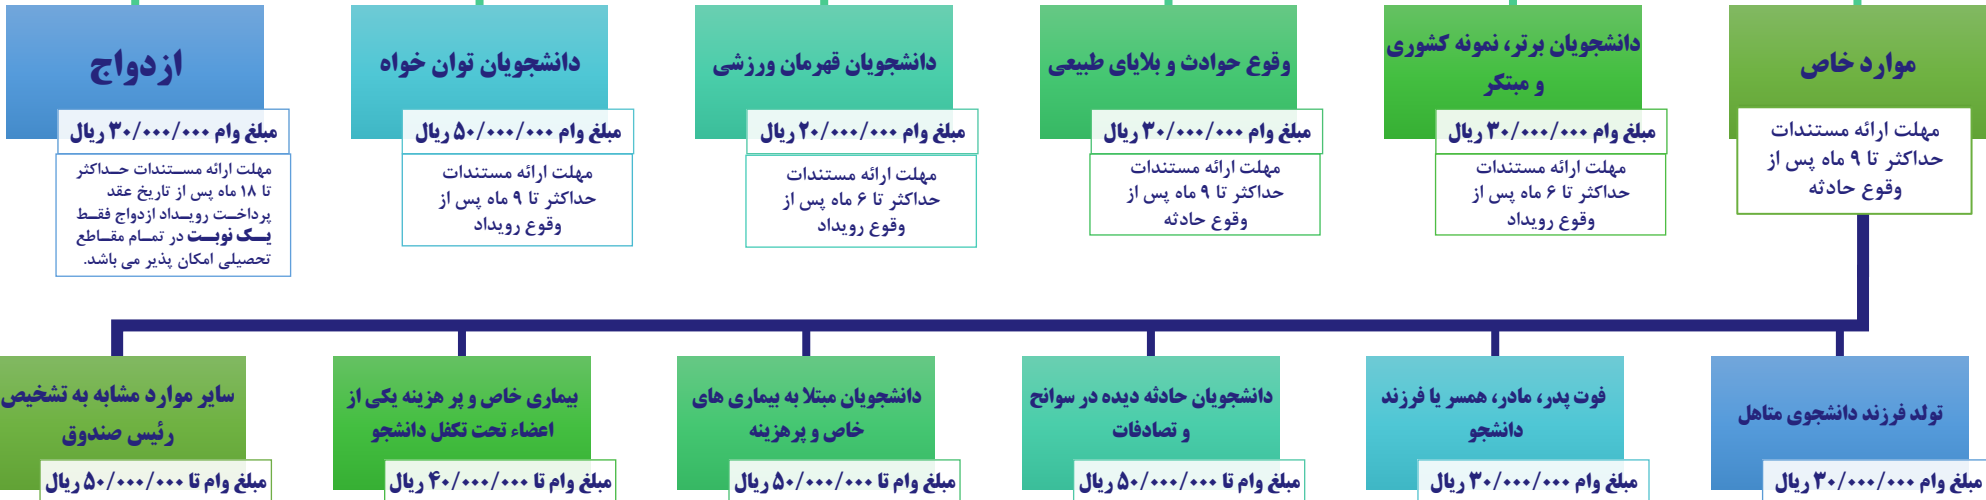 موارد خاص
مهلت ارائه مستندات
حداکثر تا ۹ ماه پس از
وقوع حادثه
دانشجویان برتر، نمونه کشوری
و مبتکر
مبلغ وام ۳۰/۰۰۰/۰۰۰ ریال
مهلت ارائه مستندات
حداکثر تا ۶ ماه پس از
وقوع رویداد
وقوع حوادث و بلایای طبیعی
مبلغ وام ۳۰/۰۰۰/۰۰۰ ریال
مهلت ارائه مستندات
حداکثر تا ۹ ماه پس از
وقوع حادثه
دانشجویان قهرمان ورزشی
مبلغ وام ۲۰/۰۰۰/۰۰۰ ریال
مهلت ارائه مستندات
حداکثر تا ۶ ماه پس از
وقوع رویداد
دانشجویان توان خواه
مبلغ وام ۵۰/۰۰۰/۰۰۰ ریال
مهلت ارائه مستندات
حداکثر تا ۹ ماه پس از
وقوع رویداد
ازدواج
مبلغ وام ۳۰/۰۰۰/۰۰۰ ریال
مهلت ارائه مستندات حداکثر
تا ۱۸ ماه پس از تاریخ عقد
پرداخت رویداد ازدواج فقط
یک نوبت در تمام مقاطع
تحصیلی امکان پذیر می باشد.
تولد فرزند دانشجوی متاهل
مبلغ وام ۳۰/۰۰۰/۰۰۰ ریال
فوت پدر، مادر، همسر یا فرزند
دانشجو
مبلغ وام ۳۰/۰۰۰/۰۰۰ ریال
دانشجویان حادثه دیده در سوانح
و تصادفات
مبلغ وام تا ۵۰/۰۰۰/۰۰۰ ریال
دانشجویان مبتلا به بیماری های
خاص و پرهزینه
مبلغ وام تا ۵۰/۰۰۰/۰۰۰ ریال
بیماری خاص و پر هزینه یکی از
اعضاء تحت تکفل دانشجو
مبلغ وام تا ۴۰/۰۰۰/۰۰۰ ریال
سایر موارد مشابه به تشخیص
رئیس صندوق
مبلغ وام تا ۵۰/۰۰۰/۰۰۰ ریال